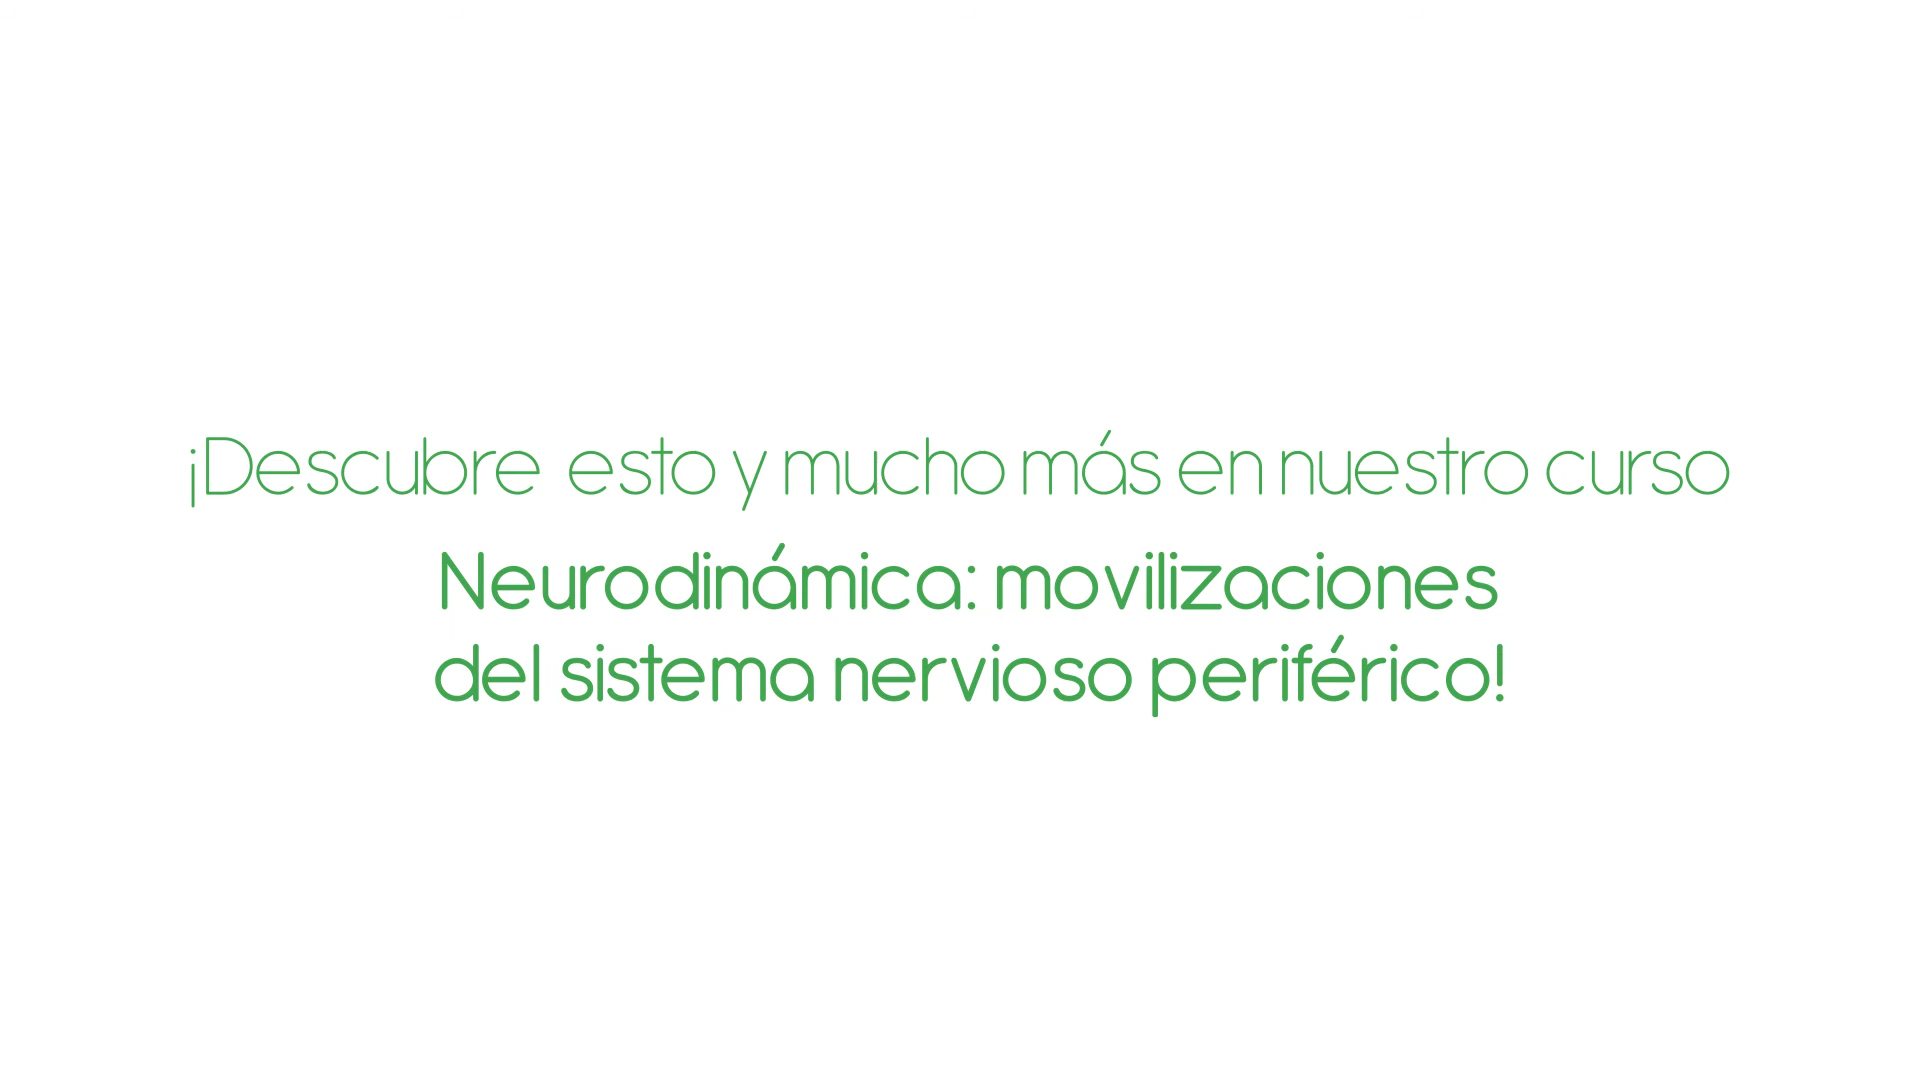 ¡Descubre esto y mucho más en nuestro curso
Neurodinámica: movilizaciones
del sistema nervioso periférico!